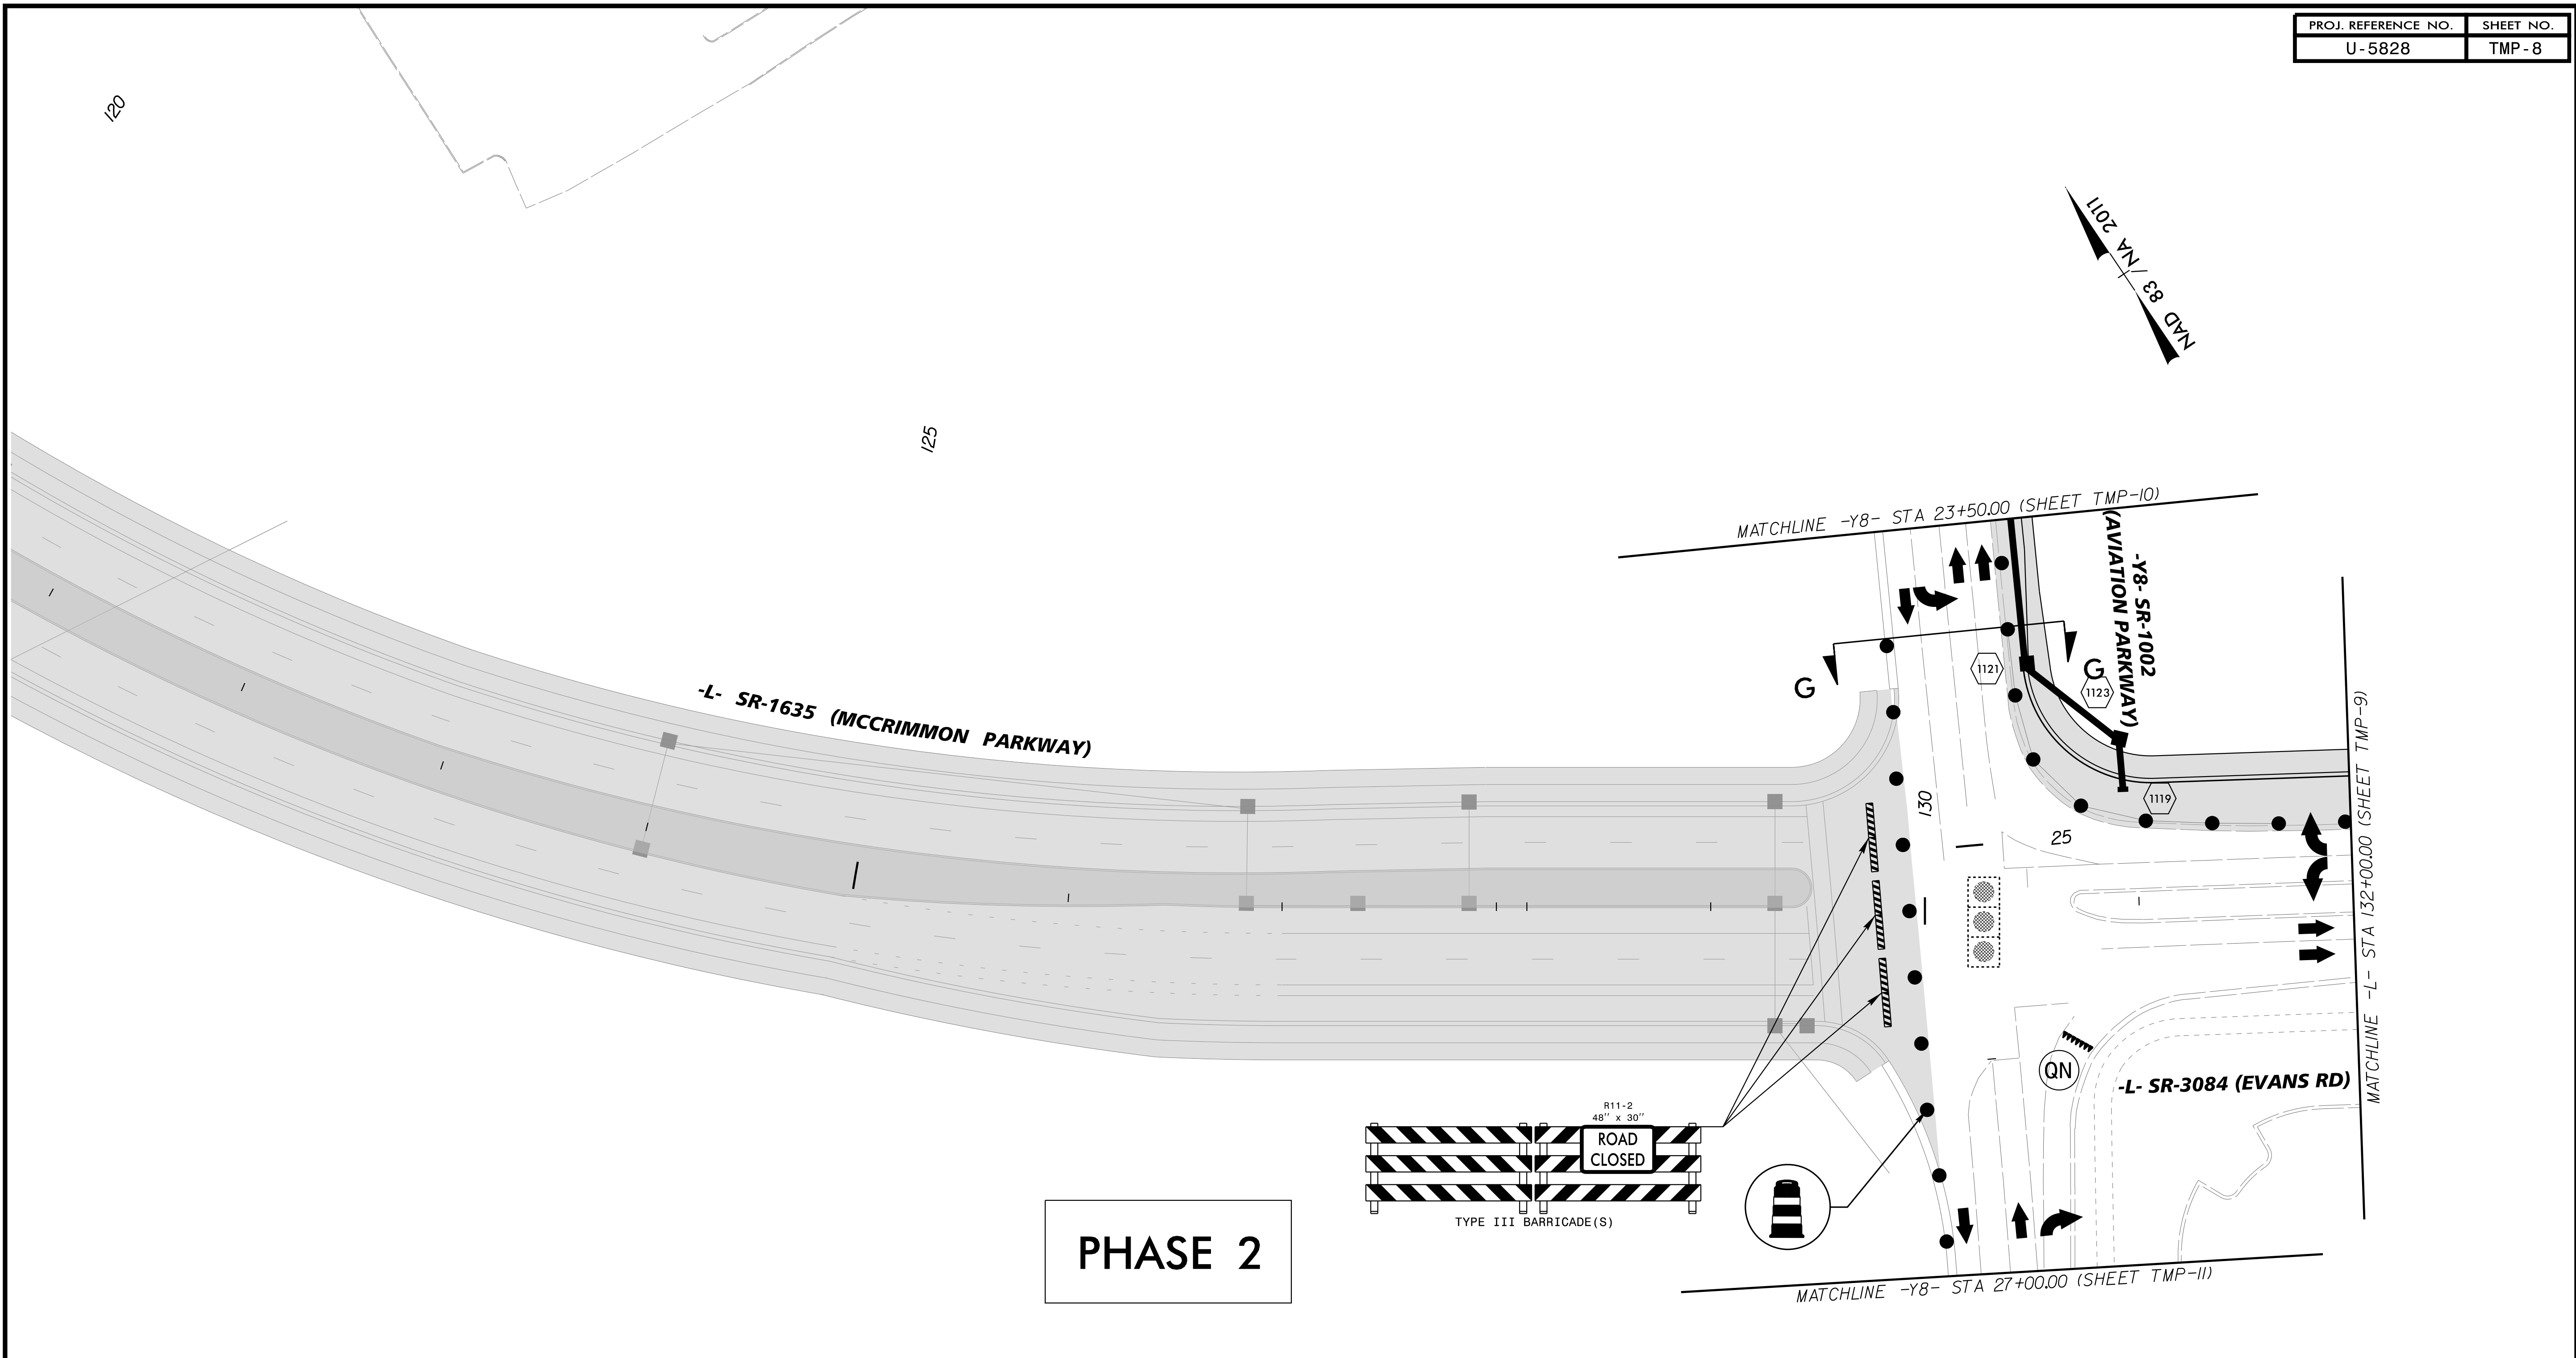 PROJ. REFERENCE NO. SHEET NO.
U-5828 TMP-8
120
NAD 83/NA 2011
125
MATCHLINE -Y8- STA 23+50.00 (SHEET TMP-10)
-Y8- SR-1002
(AVIATION PARKWAY)
1121
G
G
1123
-L- SR-1635 (MCCRIMMON PARKWAY)
130
1119
25
MATCHLINE -L- STA 132+00.00 (SHEET TMP-9)
QN
-L- SR-3084 (EVANS RD)
R11-2
48" x 30"
ROAD
CLOSED
TYPE III BARRICADE(S)
PHASE 2
MATCHLINE -Y8- STA 27+00.00 (SHEET TMP-11)